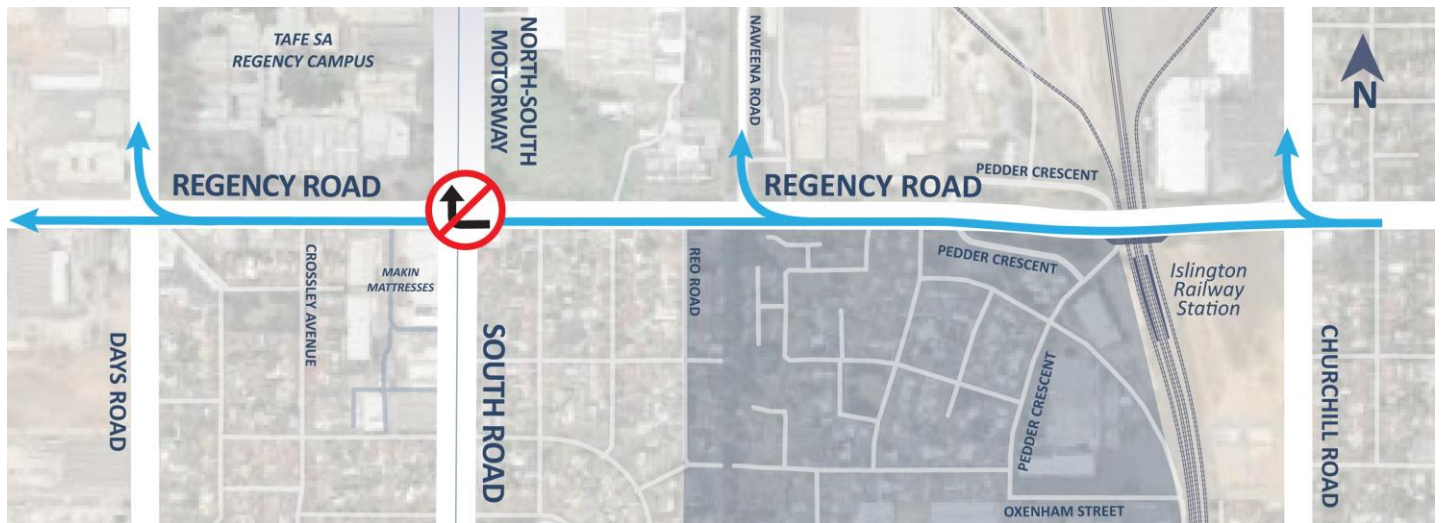 TAFE SA
REGENCY CAMPUS
NORTH-SOUTH
MOTORWAY
NAWEENA ROAD
N
REGENCY ROAD
REGENCY ROAD
PEDDER CRESCENT
CROSSLEY AVENUE
MAKIN
MATTRESSES
REO ROAD
PEDDER CRESCENT
Islington
Railway
Station
DAYS ROAD
SOUTH ROAD
PEDDER CRESCENT
CHURCHILL ROAD
OXENHAM STREET